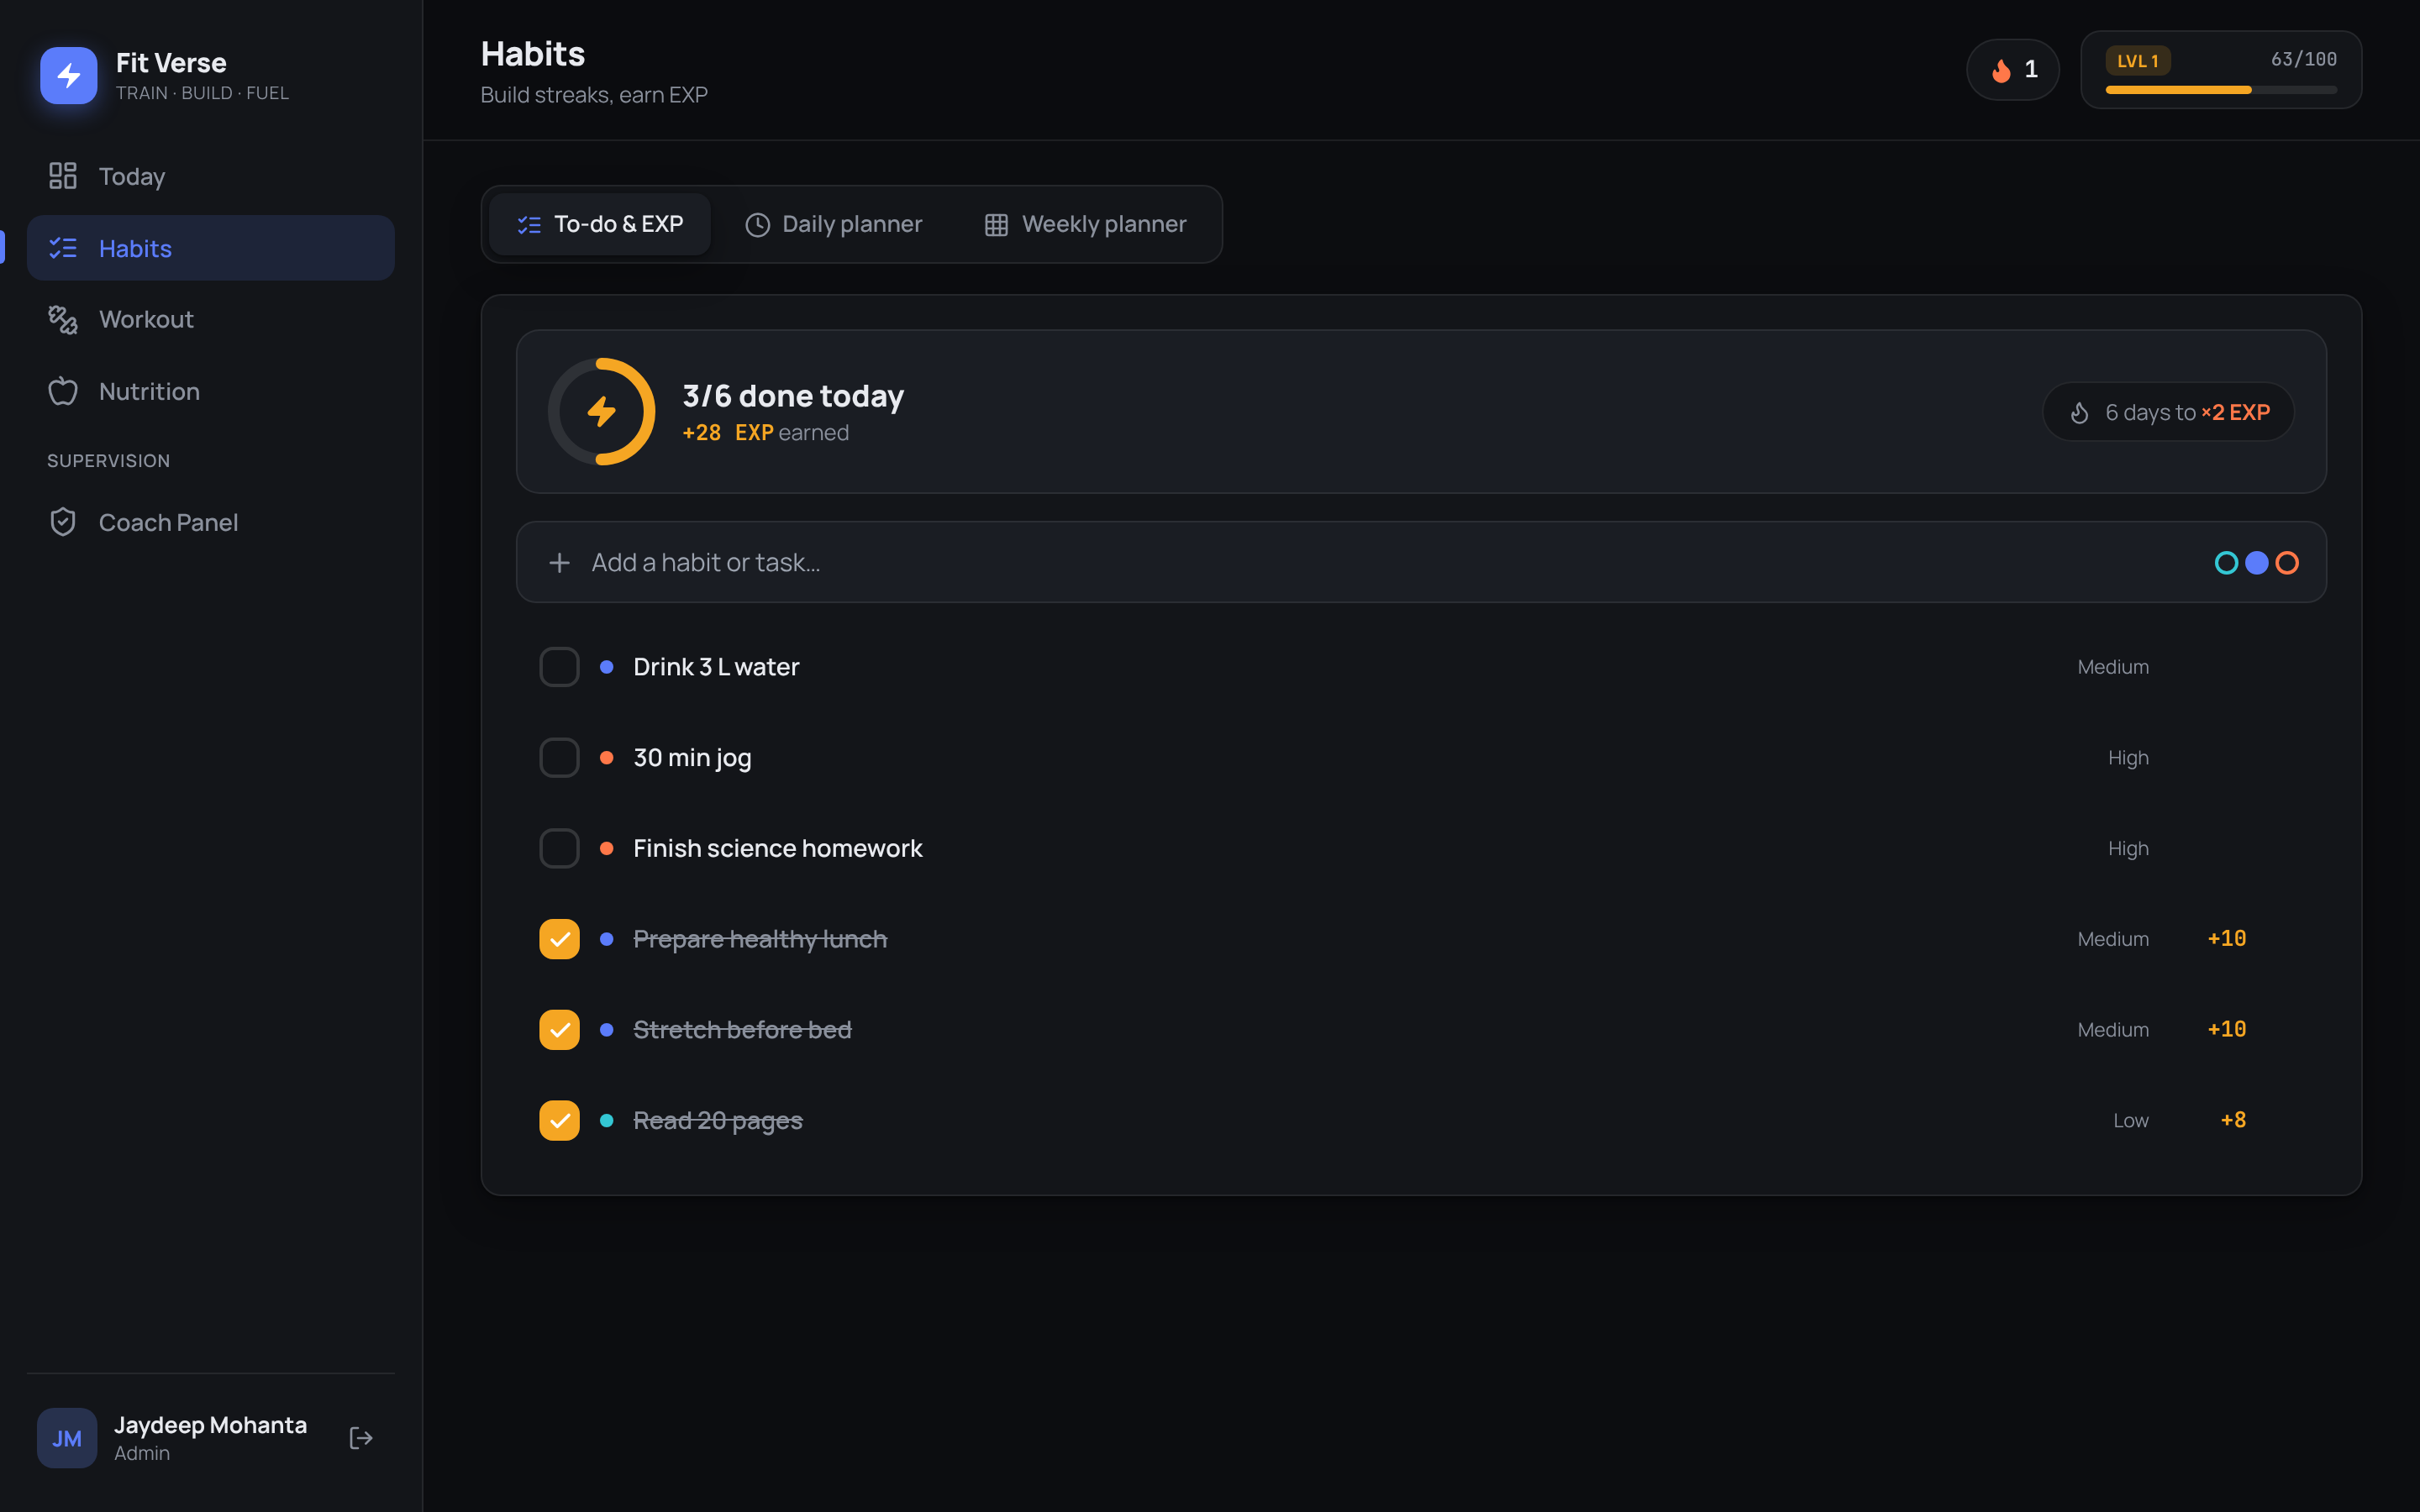 Fit Verse
TRAIN · BUILD · FUEL
Today
Habits
Workout
Nutrition
SUPERVISION
Coach Panel
JM
Jaydeep Mohanta
Admin
Habits
Build streaks, earn EXP
1
LVL 1
63/100
To-do & EXP
Daily planner
Weekly planner
3/6 done today
+28 EXP earned
6 days to ×2 EXP
Add a habit or task...
Drink 3 L water
Medium
30 min jog
High
Finish science homework
High
Prepare healthy lunch
Medium
+10
Stretch before bed
Medium
+10
Read 20 pages
Low
+8